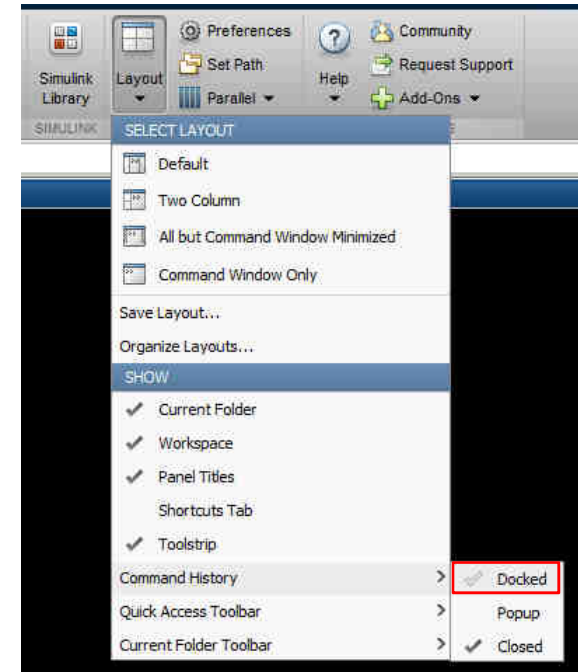 Preferences
Community
Set Path
Request Support
Simulink Library
Layout
Parallel
Help
Add-Ons
SIMULINK
SELECT LAYOUT
Default
Two Column
All but Command Window Minimized
Command Window Only
Save Layout...
Organize Layouts...
SHOW
Current Folder
Workspace
Panel Titles
Shortcuts Tab
Toolstrip
Command History
Docked
Quick Access Toolbar
Popup
Current Folder Toolbar
Closed